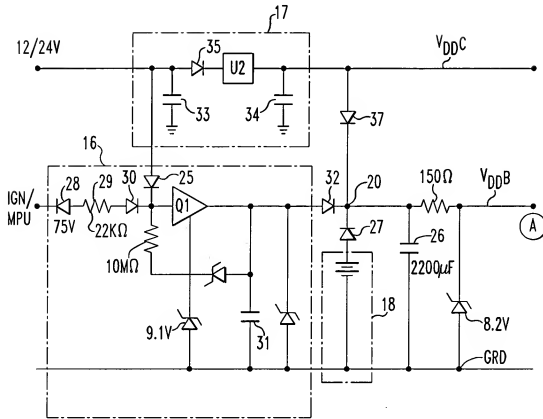 17
12/24V
35
VDDC
U2
33
34
37
16
29
30
25
32
20
150Ω
VDDB
IGN/
MPU
28
75V
22KΩ
Q1
27
A
10MΩ
26
2200μF
9.1V
31
18
8.2V
GRD